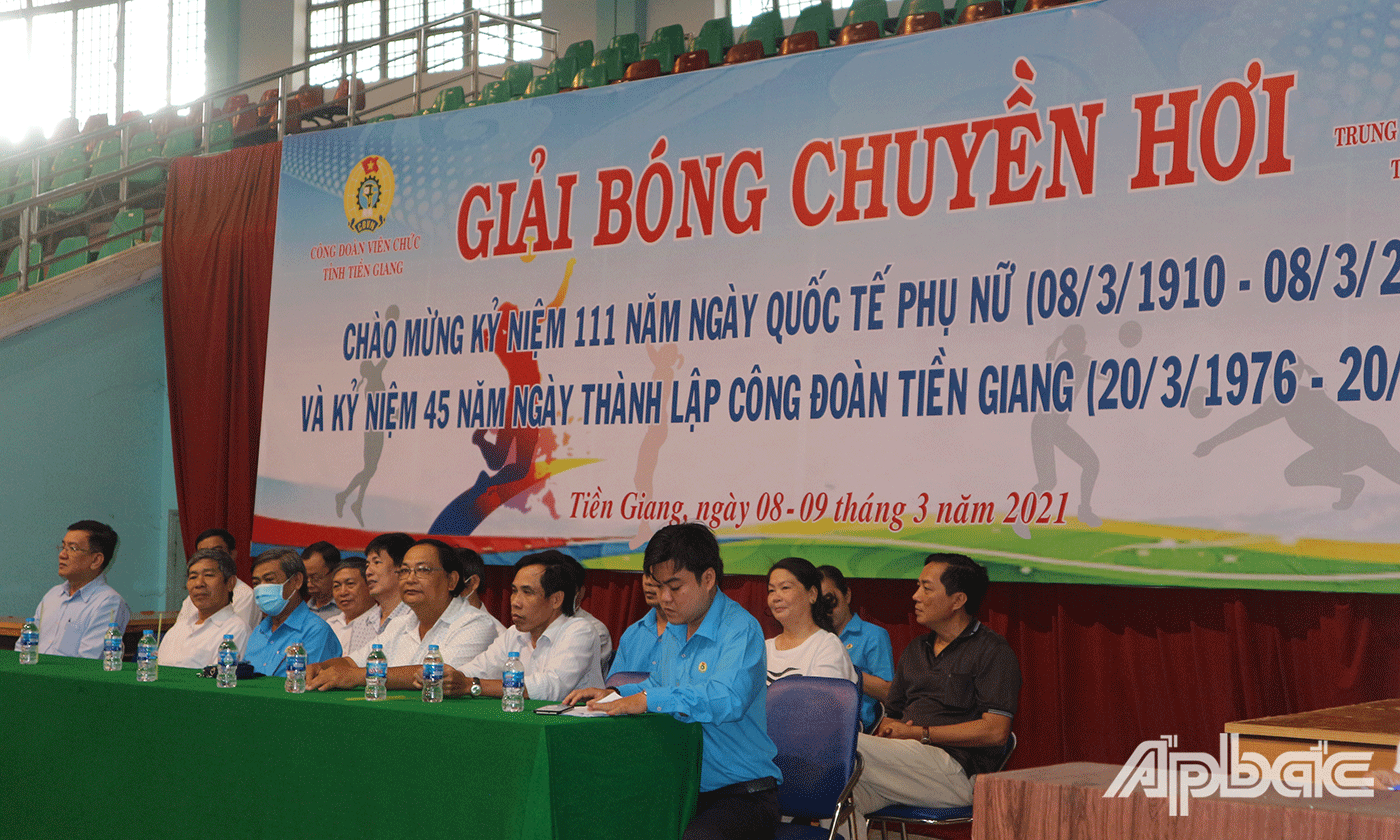 GIẢI BÓNG CHUYỀN HƠI
TRUNG
CĐVN
CÔNG ĐOÀN VIÊN CHỨC
TỈNH TIỀN GIANG
CHÀO MỪNG KỶ NIỆM 111 NĂM NGÀY QUỐC TẾ PHỤ NỮ (08/3/1910 - 08/3/2
VÀ KỶ NIỆM 45 NĂM NGÀY THÀNH LẬP CÔNG ĐOÀN TIỀN GIANG (20/3/1976 - 20/
Tiền Giang, ngày 08-09 tháng 3 năm 2021
Apbắc